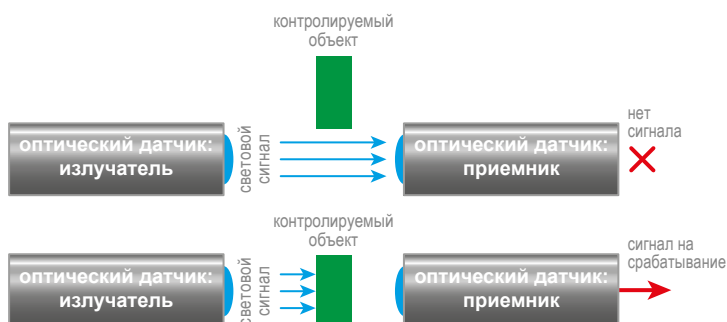 контролируемый
объект
оптический датчик:
излучатель
световой
сигнал
оптический датчик:
приемник
нет
сигнала
контролируемый
объект
оптический датчик:
излучатель
световой
сигнал
оптический датчик:
приемник
сигнал на
срабатывание